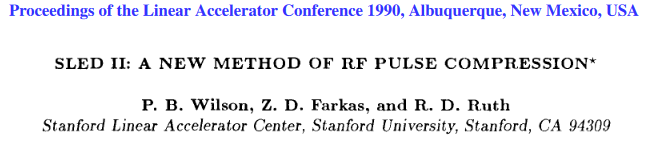 Proceedings of the Linear Accelerator Conference 1990, Albuquerque, New Mexico, USA
SLED II: A NEW METHOD OF RF PULSE COMPRESSION*
P. B. Wilson, Z. D. Farkas, and R. D. Ruth
Stanford Linear Accelerator Center, Stanford University, Stanford, CA 94309